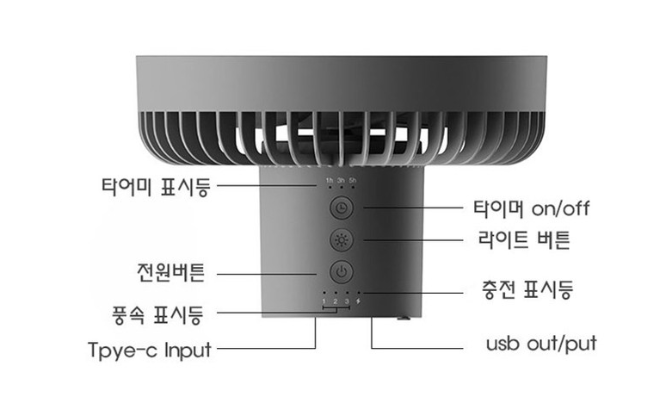 1h 3h 5h
타어미 표시등
타이머 on/off
라이트 버튼
전원버튼
충전 표시등
1 2 3
풍속 표시등
Tpye-c Input
usb out/put